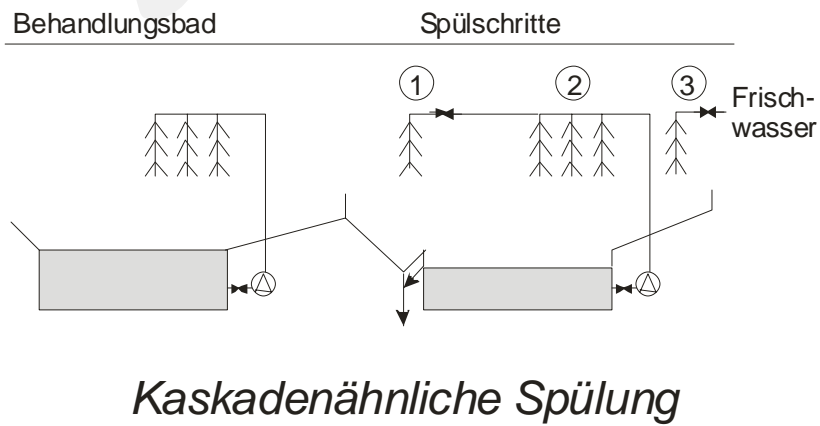 Behandlungsbad
Spülschritte
1
2
3
Frisch-
wasser
Kaskadenähnliche Spülung